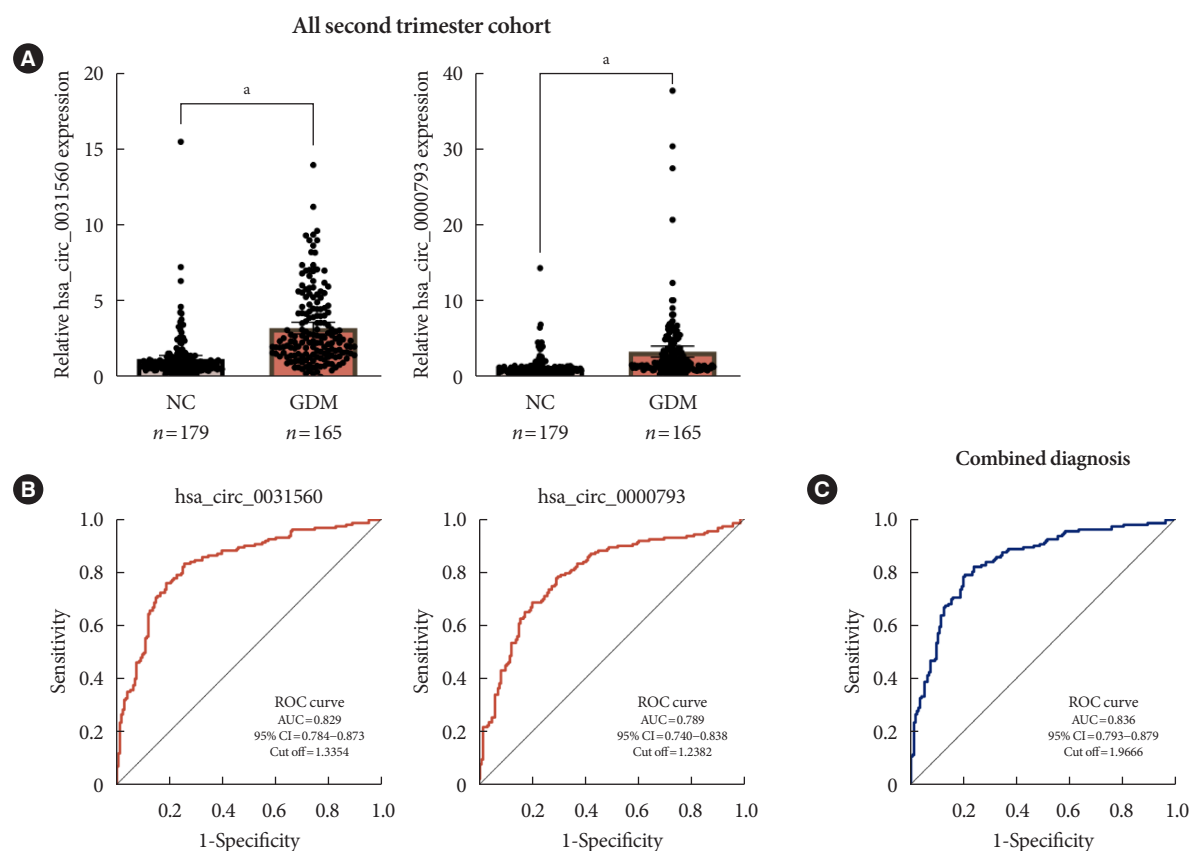 All second trimester cohort
A
Relative hsa_circ_0031560 expression
20
15
10
5
0
a
NC
GDM
n=179
n=165
Relative hsa_circ_0000793 expression
40
30
20
10
0
a
NC
GDM
n=179
n=165
B
hsa_circ_0031560
Sensitivity
1.0
0.8
0.6
0.4
0.2
0
ROC curve
AUC=0.829
95% CI=0.784–0.873
Cut off=1.3354
0.2
0.4
0.6
0.8
1.0
1-Specificity
hsa_circ_0000793
Sensitivity
1.0
0.8
0.6
0.4
0.2
0
ROC curve
AUC=0.789
95% CI=0.740–0.838
Cut off=1.2382
0.2
0.4
0.6
0.8
1.0
1-Specificity
Combined diagnosis
C
Sensitivity
1.0
0.8
0.6
0.4
0.2
0
ROC curve
AUC=0.836
95% CI=0.793–0.879
Cut off=1.9666
0.2
0.4
0.6
0.8
1.0
1-Specificity